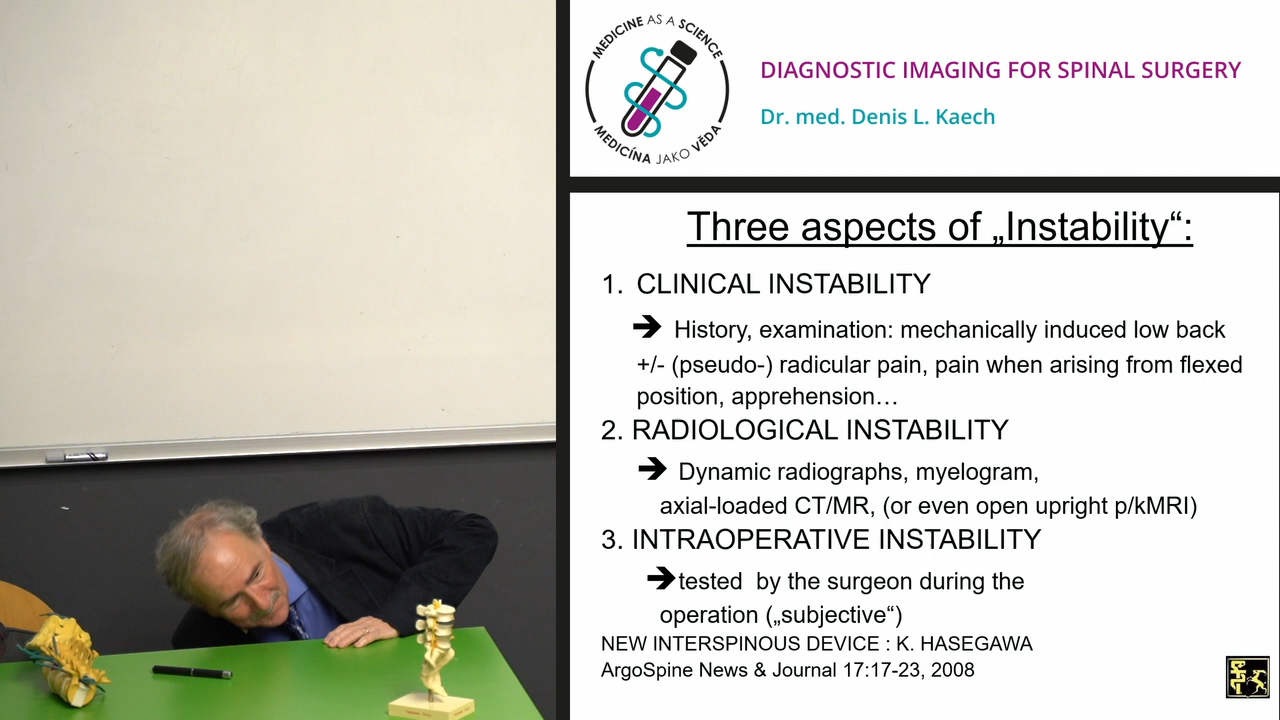 MEDICINE AS A SCIENCE
MEDICÍNA JAKO VĚDA
DIAGNOSTIC IMAGING FOR SPINAL SURGERY
Dr. med. Denis L. Kaech
Three aspects of „Instability“:
1. CLINICAL INSTABILITY
➔ History, examination: mechanically induced low back
+/- (pseudo-) radicular pain, pain when arising from flexed
position, apprehension…
2. RADIOLOGICAL INSTABILITY
➔ Dynamic radiographs, myelogram,
axial-loaded CT/MR, (or even open upright p/kMRI)
3. INTRAOPERATIVE INSTABILITY
➔tested by the surgeon during the
operation („subjective“)
NEW INTERSPINOUS DEVICE : K. HASEGAWA
ArgoSpine News & Journal 17:17-23, 2008